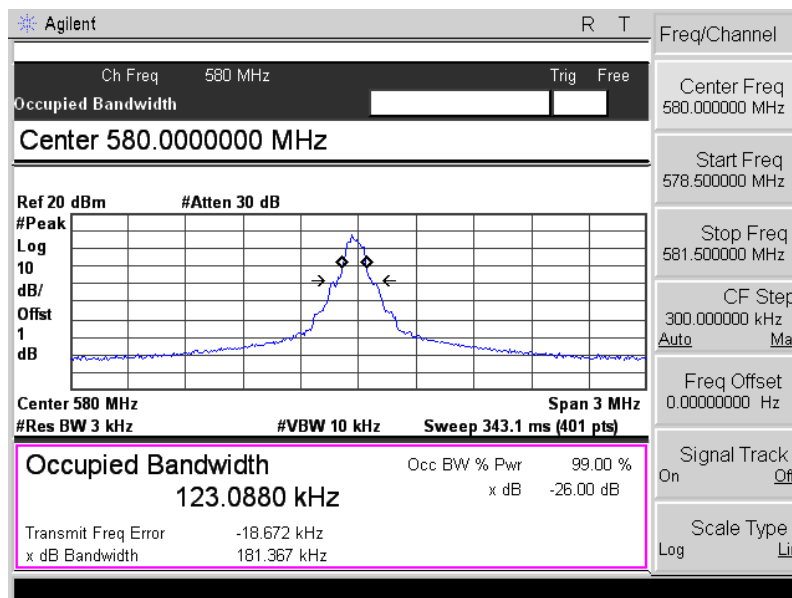 Agilent R T
Ch Freq 580 MHz Trig Free
Occupied Bandwidth
Center 580.0000000 MHz
Ref 20 dBm #Atten 30 dB
#Peak
Log
10
dB/
Offst
1
dB
Center 580 MHz Span 3 MHz
#Res BW 3 kHz #VBW 10 kHz Sweep 343.1 ms (401 pts)
Occupied Bandwidth
123.0880 kHz
Occ BW % Pwr 99.00 %
x dB -26.00 dB
Transmit Freq Error -18.672 kHz
x dB Bandwidth 181.367 kHz
Freq/Channel
Center Freq
580.000000 MHz
Start Freq
578.500000 MHz
Stop Freq
581.500000 MHz
CF Step
300.000000 kHz
Auto Ma
Freq Offset
0.00000000 Hz
Signal Track
On Of
Scale Type
Log Li